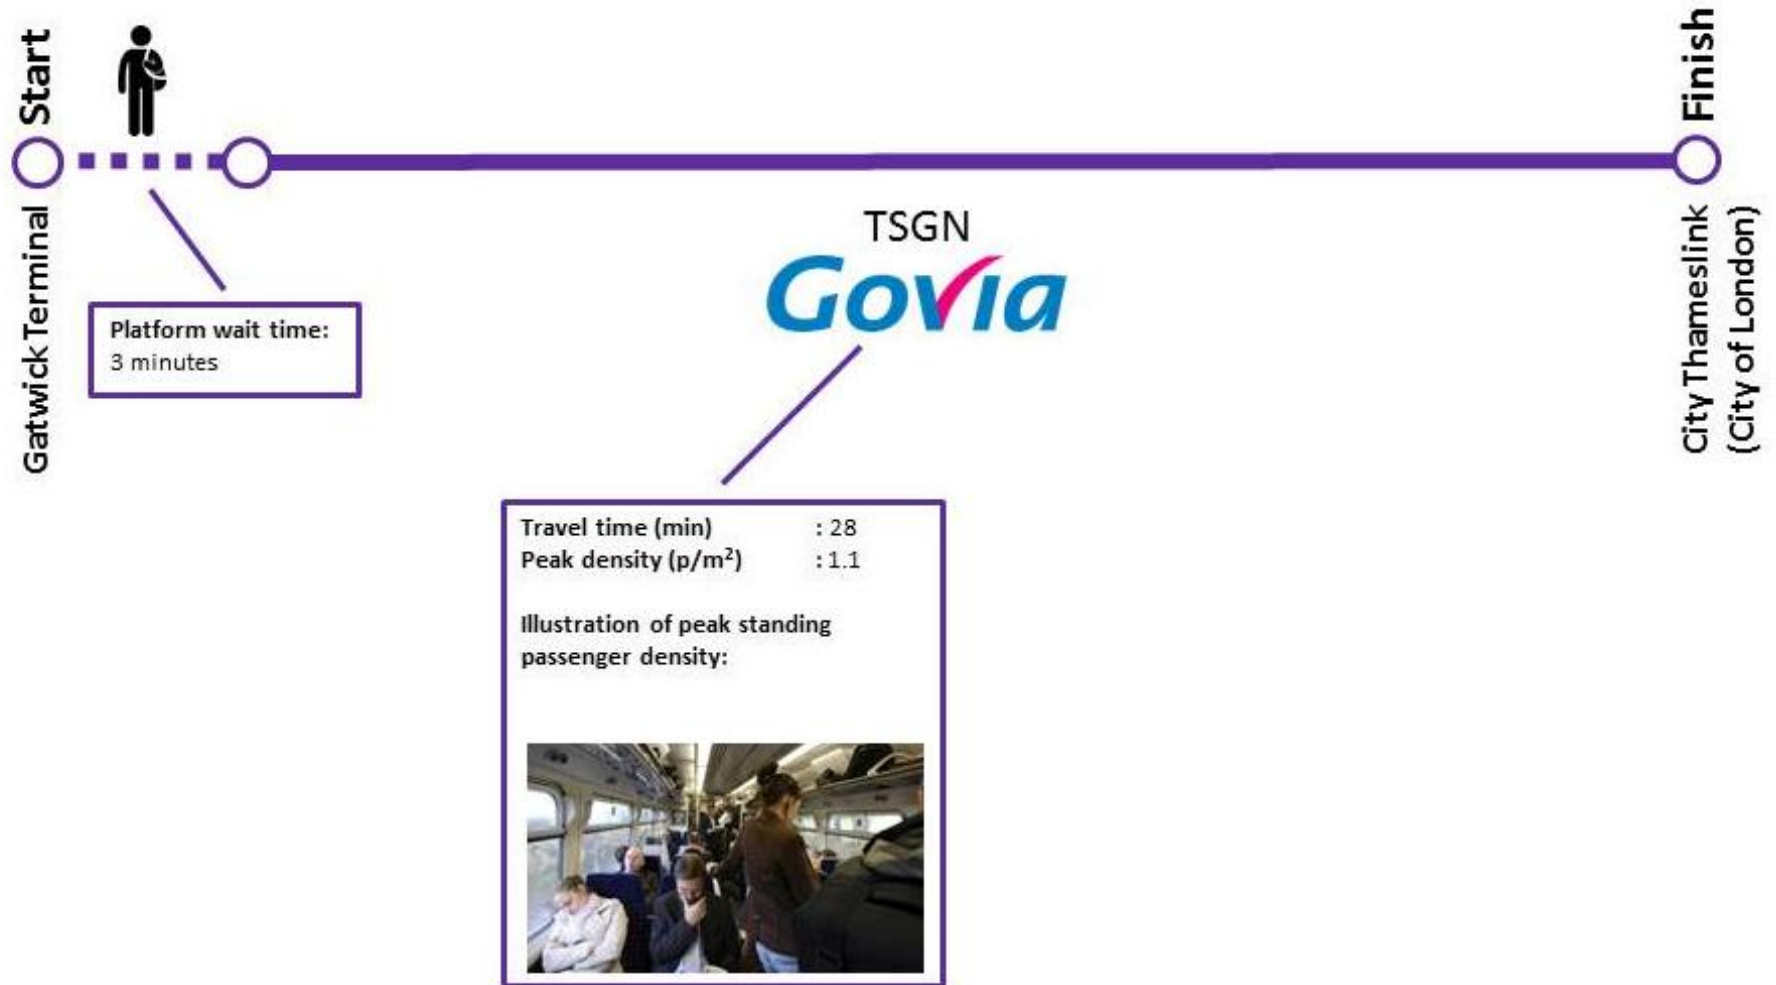 Start
Gatwick Terminal
Platform wait time:
3 minutes
TSGN
Govia
Travel time (min) : 28
Peak density (p/m²) : 1.1
Illustration of peak standing
passenger density:
Finish
City Thameslink
(City of London)